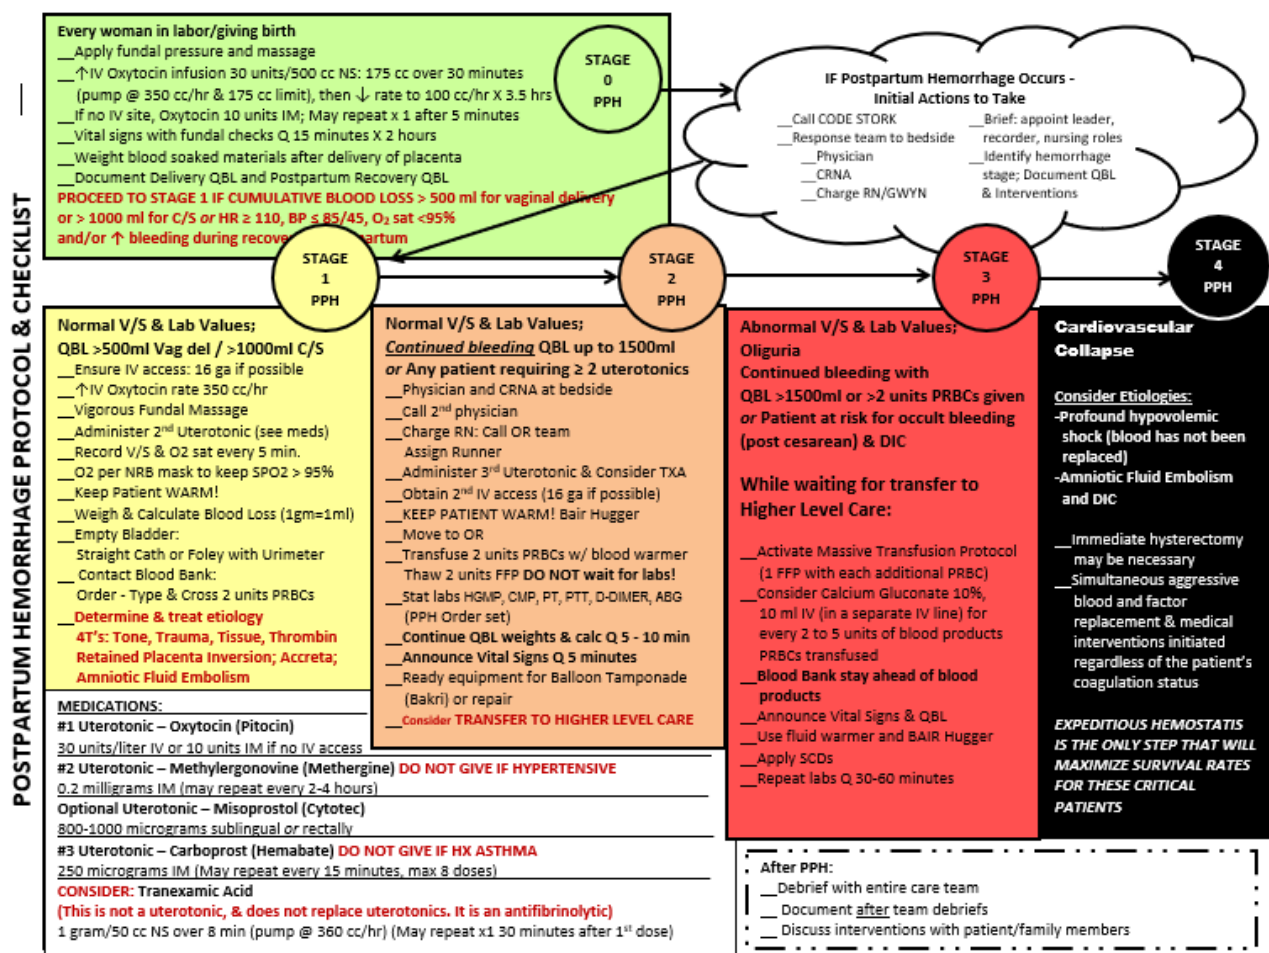 POSTPARTUM HEMORRHAGE PROTOCOL & CHECKLIST
Every woman in labor/giving birth
__Apply fundal pressure and massage
__↑IV Oxytocin infusion 30 units/500 cc NS: 175 cc over 30 minutes
(pump @ 350 cc/hr & 175 cc limit), then ↓ rate to 100 cc/hr X 3.5 hrs
__If no IV site, Oxytocin 10 units IM; May repeat x 1 after 5 minutes
__Vital signs with fundal checks Q 15 minutes X 2 hours
__Weight blood soaked materials after delivery of placenta
__Document Delivery QBL and Postpartum Recovery QBL
PROCEED TO STAGE 1 IF CUMULATIVE BLOOD LOSS > 500 ml for vaginal delivery
or > 1000 ml for C/S or HR ≥ 110, BP ≤ 85/45, O₂ sat <95%
and/or ↑ bleeding during
STAGE
0
PPH
IF Postpartum Hemorrhage Occurs -
Initial Actions to Take
__Call CODE STORK
__Response team to bedside
__Physician
__CRNA
__Charge RN/GWYN
__Brief: appoint leader,
recorder, nursing roles
__Identify hemorrhage
stage; Document QBL
& Interventions
STAGE
1
PPH
STAGE
2
PPH
STAGE
3
PPH
STAGE
4
PPH
Normal V/S & Lab Values;
QBL >500ml Vag del / >1000ml C/S
__Ensure IV access: 16 ga if possible
__↑IV Oxytocin rate 350 cc/hr
__Vigorous Fundal Massage
__Administer 2nd Uterotonic (see meds)
__Record V/S & O2 sat every 5 min.
__O2 per NRB mask to keep SPO2 > 95%
__Keep Patient WARM!
__Weigh & Calculate Blood Loss (1gm=1ml)
__Empty Bladder:
Straight Cath or Foley with Urimeter
__ Contact Blood Bank:
Order - Type & Cross 2 units PRBCs
__Determine & treat etiology
4T's: Tone, Trauma, Tissue, Thrombin
Retained Placenta Inversion; Accreta;
Amniotic Fluid Embolism
Normal V/S & Lab Values;
Continued bleeding QBL up to 1500ml
or Any patient requiring ≥ 2 uterotonics
__Physician and CRNA at bedside
__Call 2nd physician
__Charge RN: Call OR team
Assign Runner
__Administer 3rd Uterotonic & Consider TXA
__Obtain 2nd IV access (16 ga if possible)
__KEEP PATIENT WARM! Bair Hugger
__Move to OR
__Transfuse 2 units PRBCs w/ blood warmer
Thaw 2 units FFP DO NOT wait for labs!
__Stat labs HGMP, CMP, PT, PTT, D-DIMER, ABG
(PPH Order set)
__Continue QBL weights & calc Q 5 - 10 min
__Announce Vital Signs Q 5 minutes
__Ready equipment for Balloon Tamponade
(Bakri) or repair
__Consider TRANSFER TO HIGHER LEVEL CARE
Abnormal V/S & Lab Values;
Oliguria
Continued bleeding with
QBL >1500ml or >2 units PRBCs given
or Patient at risk for occult bleeding
(post cesarean) & DIC
While waiting for transfer to
Higher Level Care:
__Activate Massive Transfusion Protocol
(1 FFP with each additional PRBC)
__Consider Calcium Gluconate 10%,
10 ml IV (in a separate IV line) for
every 2 to 5 units of blood products
PRBCs transfused
__Blood Bank stay ahead of blood
products
__Announce Vital Signs & QBL
__Use fluid warmer and BAIR Hugger
__Apply SCDs
__Repeat labs Q 30-60 minutes
Cardiovascular
Collapse
Consider Etiologies:
-Profound hypovolemic
shock (blood has not been
replaced)
-Amniotic Fluid Embolism
and DIC
__Immediate hysterectomy
may be necessary
__Simultaneous aggressive
blood and factor
replacement & medical
interventions initiated
regardless of the patient's
coagulation status
EXPEDITIOUS HEMOSTATIS
IS THE ONLY STEP THAT WILL
MAXIMIZE SURVIVAL RATES
FOR THESE CRITICAL
PATIENTS
MEDICATIONS:
#1 Uterotonic – Oxytocin (Pitocin)
30 units/liter IV or 10 units IM if no IV access
#2 Uterotonic – Methylergonovine (Methergine) DO NOT GIVE IF HYPERTENSIVE
0.2 milligrams IM (may repeat every 2-4 hours)
Optional Uterotonic – Misoprostol (Cytotec)
800-1000 micrograms sublingual or rectally
#3 Uterotonic – Carboprost (Hemabate) DO NOT GIVE IF HX ASTHMA
250 micrograms IM (May repeat every 15 minutes, max 8 doses)
CONSIDER: Tranexamic Acid
(This is not a uterotonic, & does not replace uterotonics. It is an antifibrinolytic)
1 gram/50 cc NS over 8 min (pump @ 360 cc/hr) (May repeat x1 30 minutes after 1st dose)
After PPH:
__Debrief with entire care team
__ Document after team debriefs
__ Discuss interventions with patient/family members